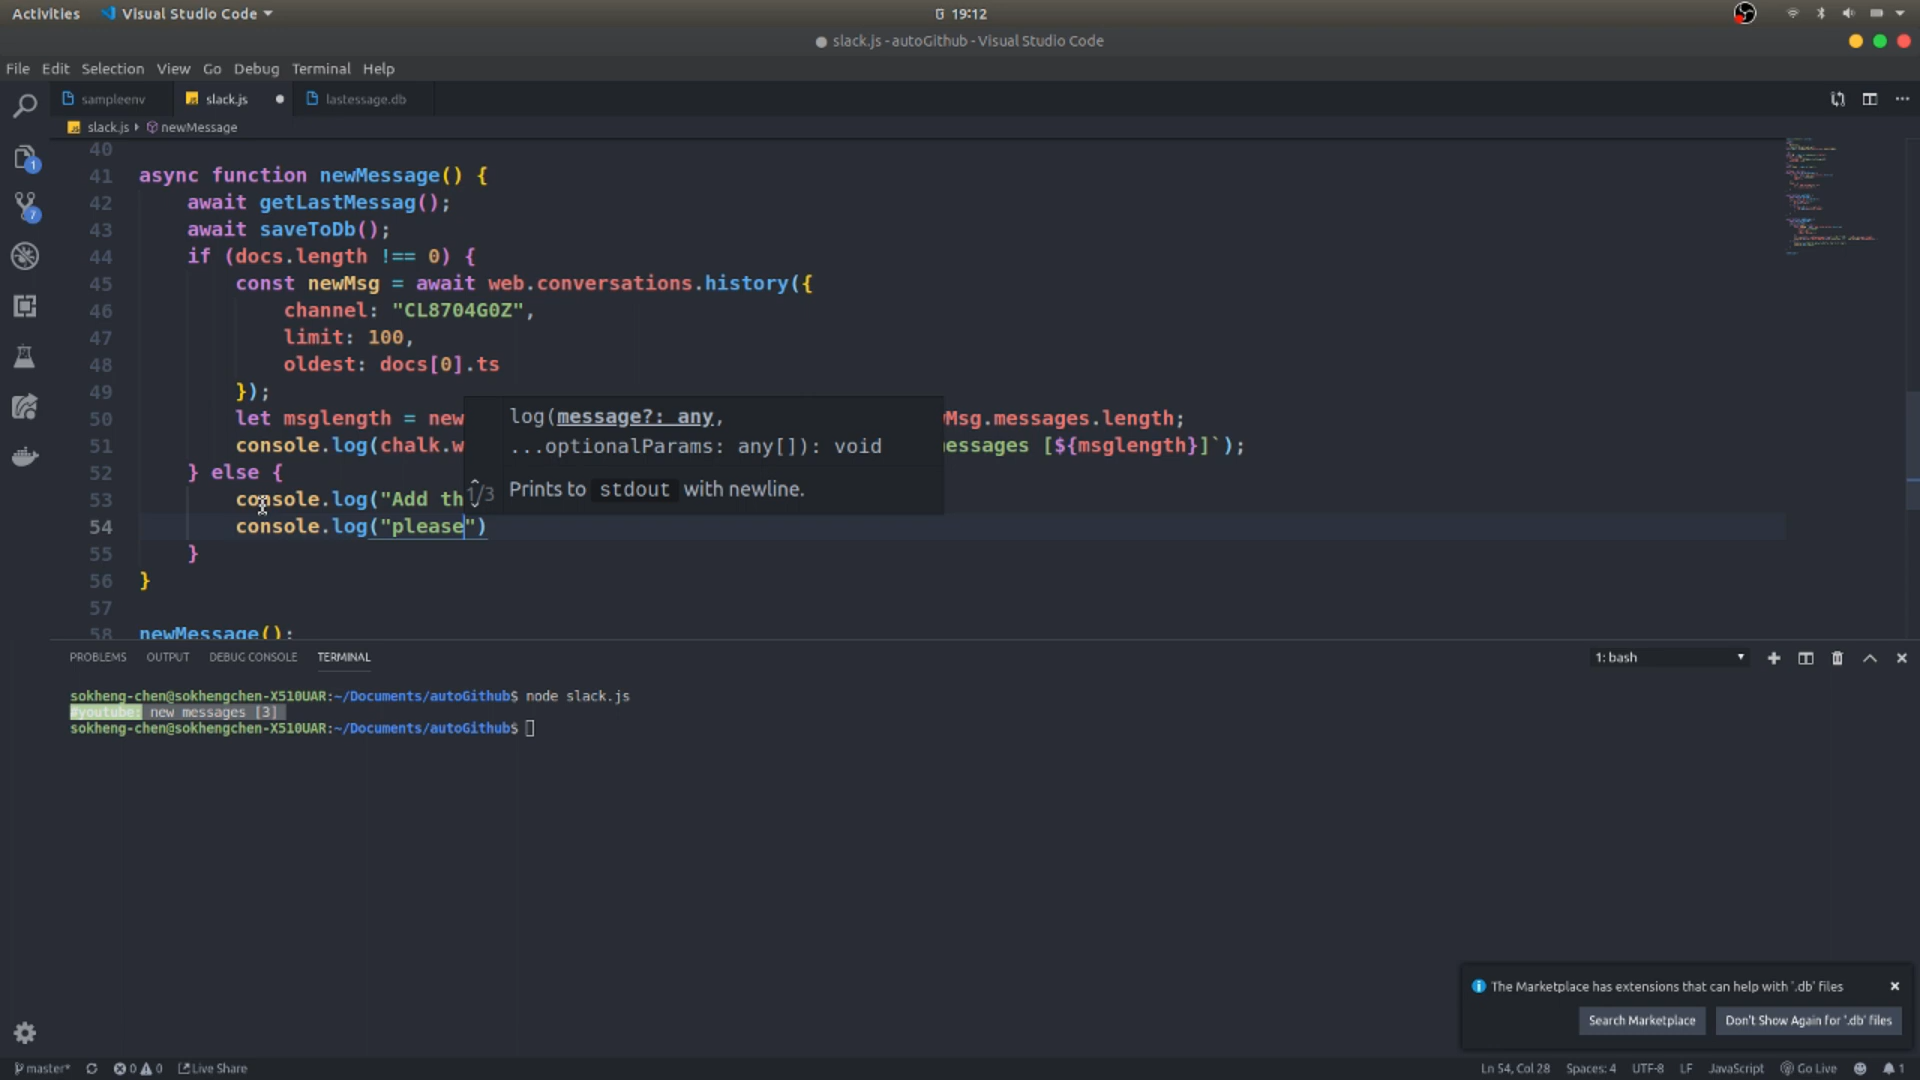 Activities Visual Studio Code 19:12
slack.js - autoGithub - Visual Studio Code
File Edit Selection View Go Debug Terminal Help
sampleenv slack.js lastessage.db
slack.js newMessage
1
7
40
41 async function newMessage() {
42 await getLastMessag();
43 await saveToDb();
44 if (docs.length !== 0) {
45 const newMsg = await web.conversations.history({
46 channel: "CL8704G0Z",
47 limit: 100,
48 oldest: docs[0].ts
49 });
50 let msglength = new Msg.messages.length;
51 console.log(chalk.w essages [${msglength}]`);
52 } else {
53 console.log("Add th
54 console.log("please")
55 }
56 }
57
58 newMessage();
log(message?: any,
...optionalParams: any[]): void
1/3 Prints to stdout with newline.
PROBLEMS OUTPUT DEBUG CONSOLE TERMINAL 1: bash
sokheng-chen@sokhengchen-X510UAR:~/Documents/autoGithub$ node slack.js
#youtube: new messages [3]
sokheng-chen@sokhengchen-X510UAR:~/Documents/autoGithub$
The Marketplace has extensions that can help with '.db' files
Search Marketplace Don't Show Again for '.db' files
master* 0 0 Live Share Ln 54, Col 28 Spaces: 4 UTF-8 LF JavaScript Go Live 1